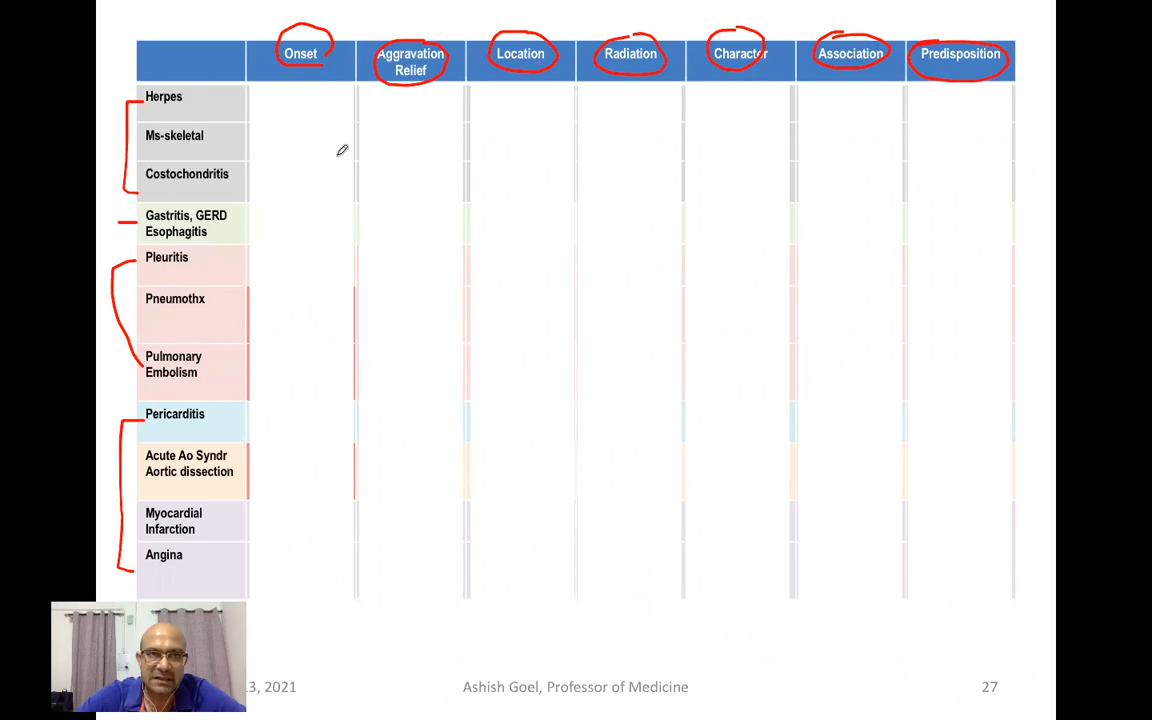 Onset
Aggravation
Relief
Location
Radiation
Character
Association
Predisposition
Herpes
Ms-skeletal
Costochondritis
Gastritis, GERD
Esophagitis
Pleuritis
Pneumothx
Pulmonary
Embolism
Pericarditis
Acute Ao Syndr
Aortic dissection
Myocardial
Infarction
Angina
3, 2021
Ashish Goel, Professor of Medicine
27